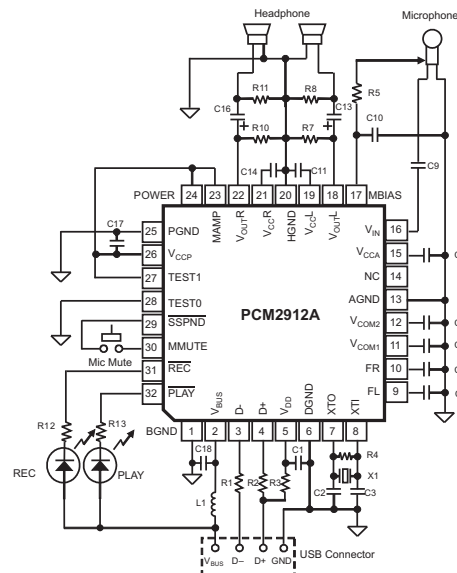 Headphone
Microphone
R11 R8
C16 C13
R5
R10 R7
C10
C14 C11
C9
24 23 22 21 20 19 18 17
POWER MBIAS
MAMP
VOUTR
VCCR
HGND
VCCL
VOUTL
C17
25 PGND
26 VCCP
27 TEST1
28 TEST0
29 SSPND
30 MMUTE
31 REC
32 PLAY
Mic Mute
PCM2912A
VIN 16
VCCA 15
NC 14
AGND 13
VCOM2 12
VCOM1 11
FR 10
FL 9
VBUS
D-
D+
VDD
DGND
XTO
XTI
BGND 1 2 3 4 5 6 7 8
R12 R13
REC PLAY
C18
C1
R1 R2 R3
R4
X1
L1
C2 C3
VBUS D– D+ GND
USB Connector